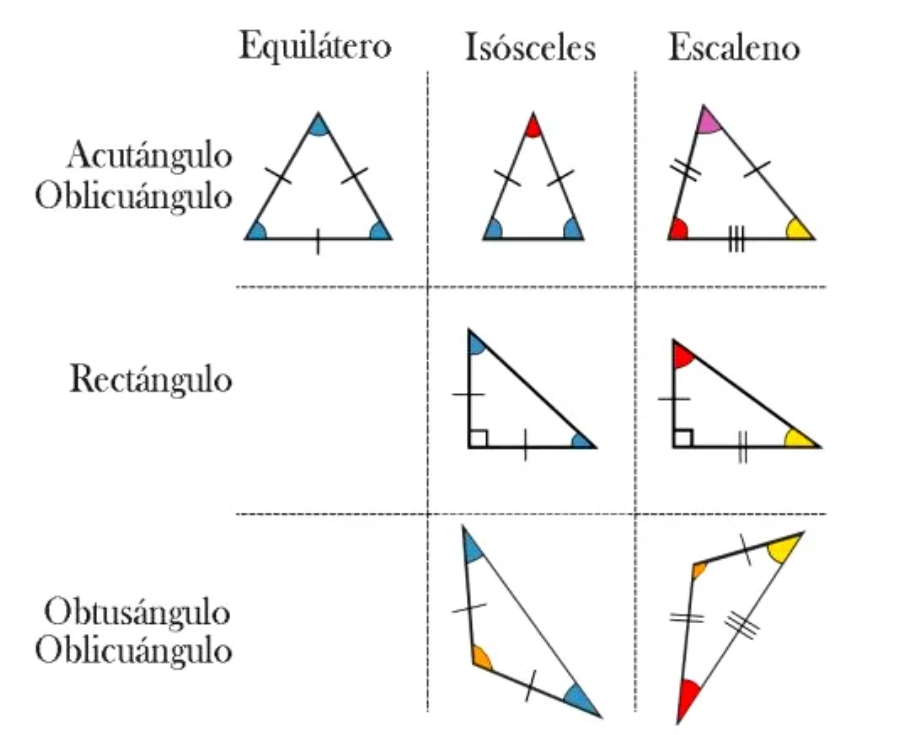 Equilátero Isósceles Escaleno
Acutángulo
Oblicuángulo
Rectángulo
Obtusángulo
Oblicuángulo